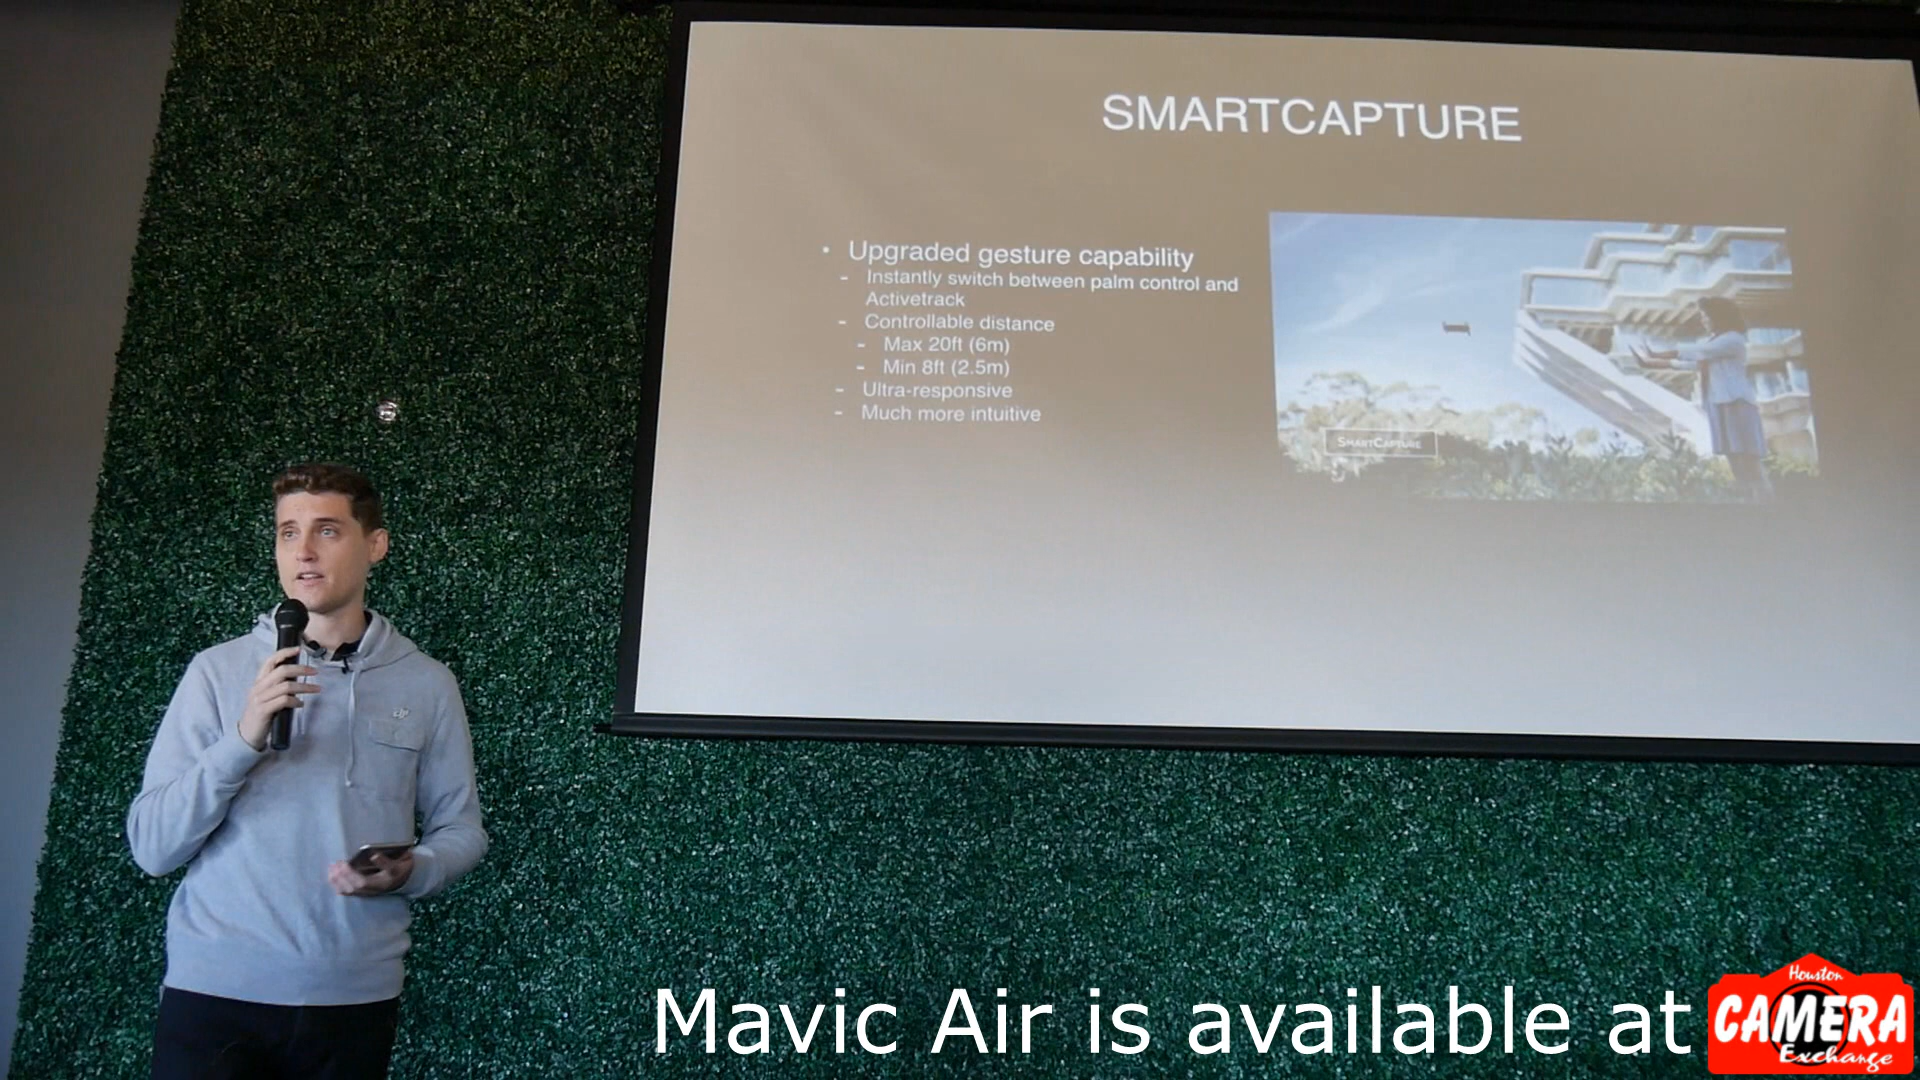 SMARTCAPTURE
• Upgraded gesture capability
- Instantly switch between palm control and
Activetrack
- Controllable distance
- Max 20ft (6m)
- Min 8ft (2.5m)
- Ultra-responsive
- Much more intuitive
SMARTCAPTURE
dji
Mavic Air is available at
Houston
CAMERA
Exchange